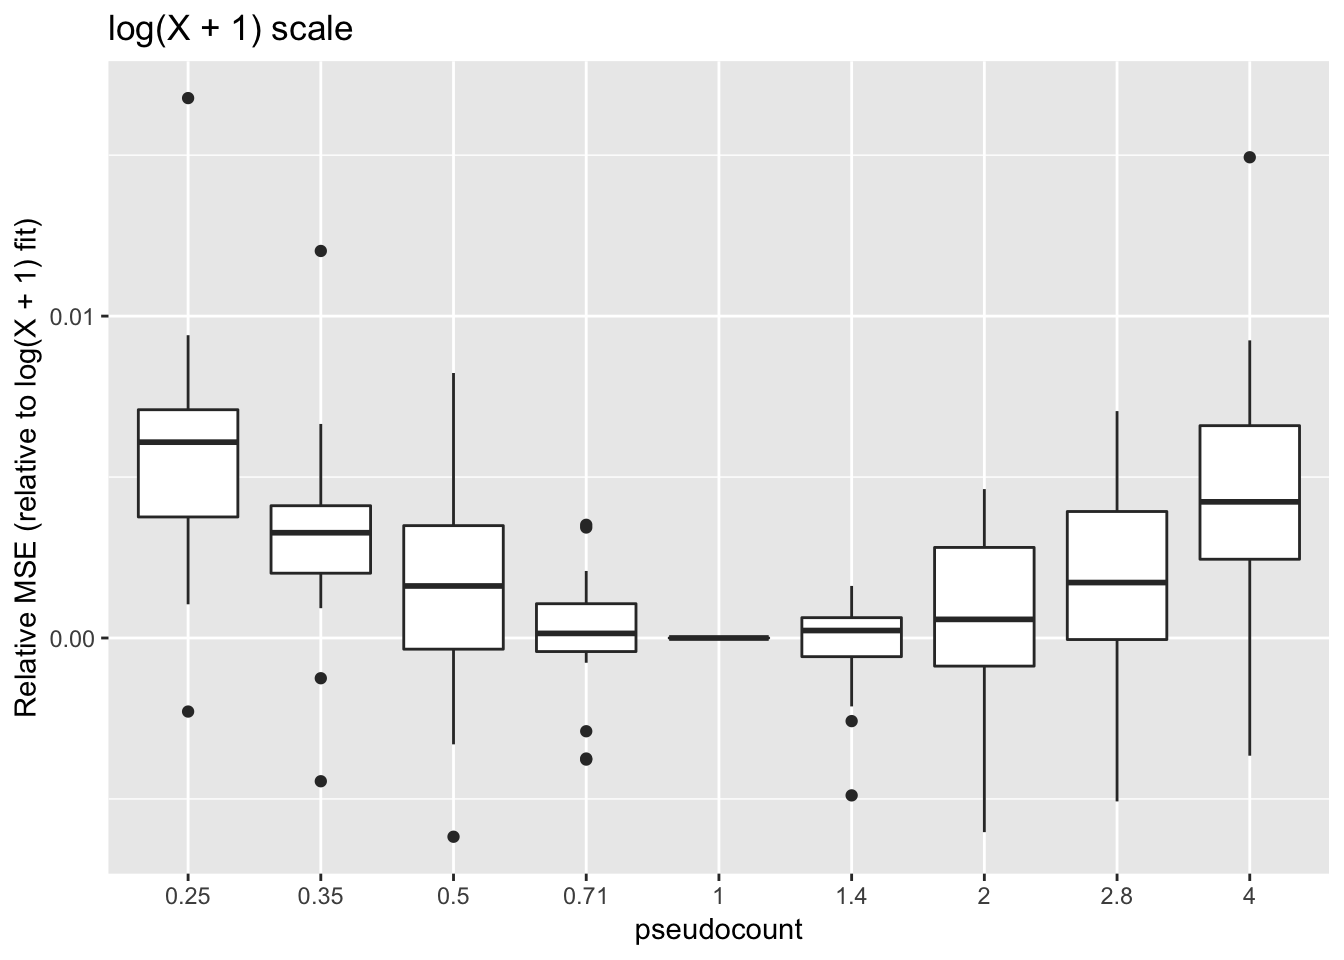 log(X + 1) scale
Relative MSE (relative to log(X + 1) fit)
0.01
0.00
0.25 0.35 0.5 0.71 1 1.4 2 2.8 4
pseudocount